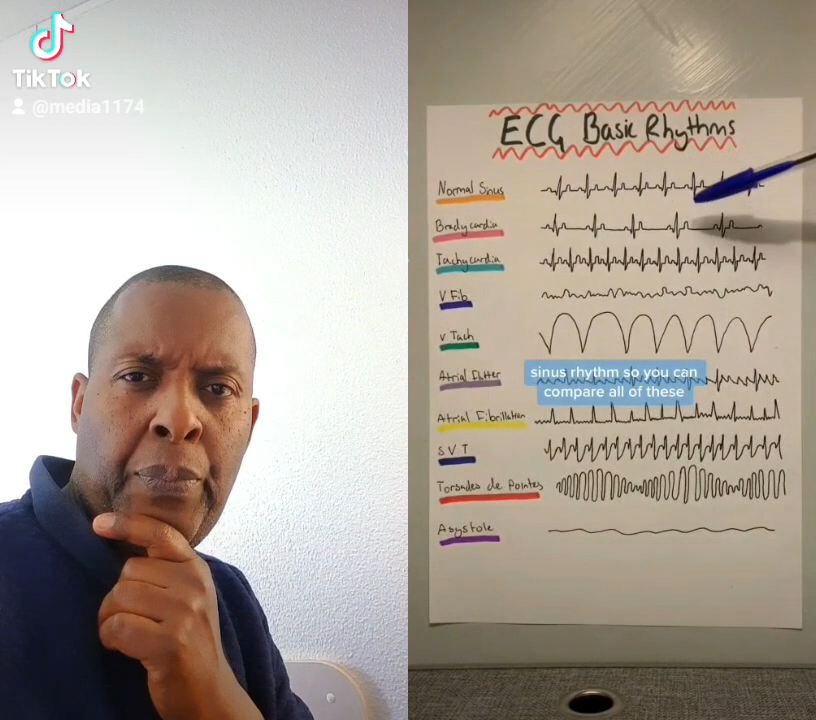 TikTok
@media1174
ECG Basic Rhythms
Normal Sinus
Bradycardia
Tachycardia
V Fib
V Tach
Atrial Flutter
sinus rhythm so you can
compare all of these
Atrial Fibrillation
SVT
Torsades de Pointes
Asystole